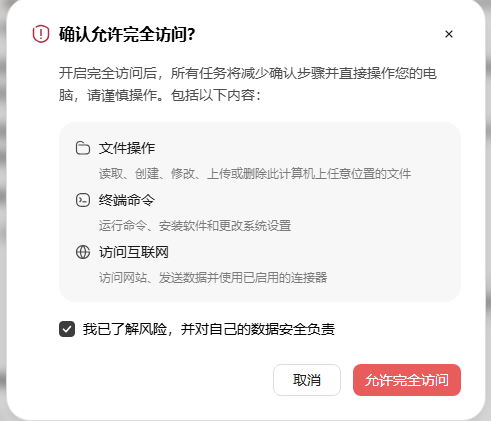 确认允许完全访问?
开启完全访问后，所有任务将减少确认步骤并直接操作您的电
脑，请谨慎操作。包括以下内容：
文件操作
读取、创建、修改、上传或删除此计算机上任意位置的文件
终端命令
运行命令、安装软件和更改系统设置
访问互联网
访问网站、发送数据并使用已启用的连接器
我已了解风险，并对自己的数据安全负责
取消
允许完全访问